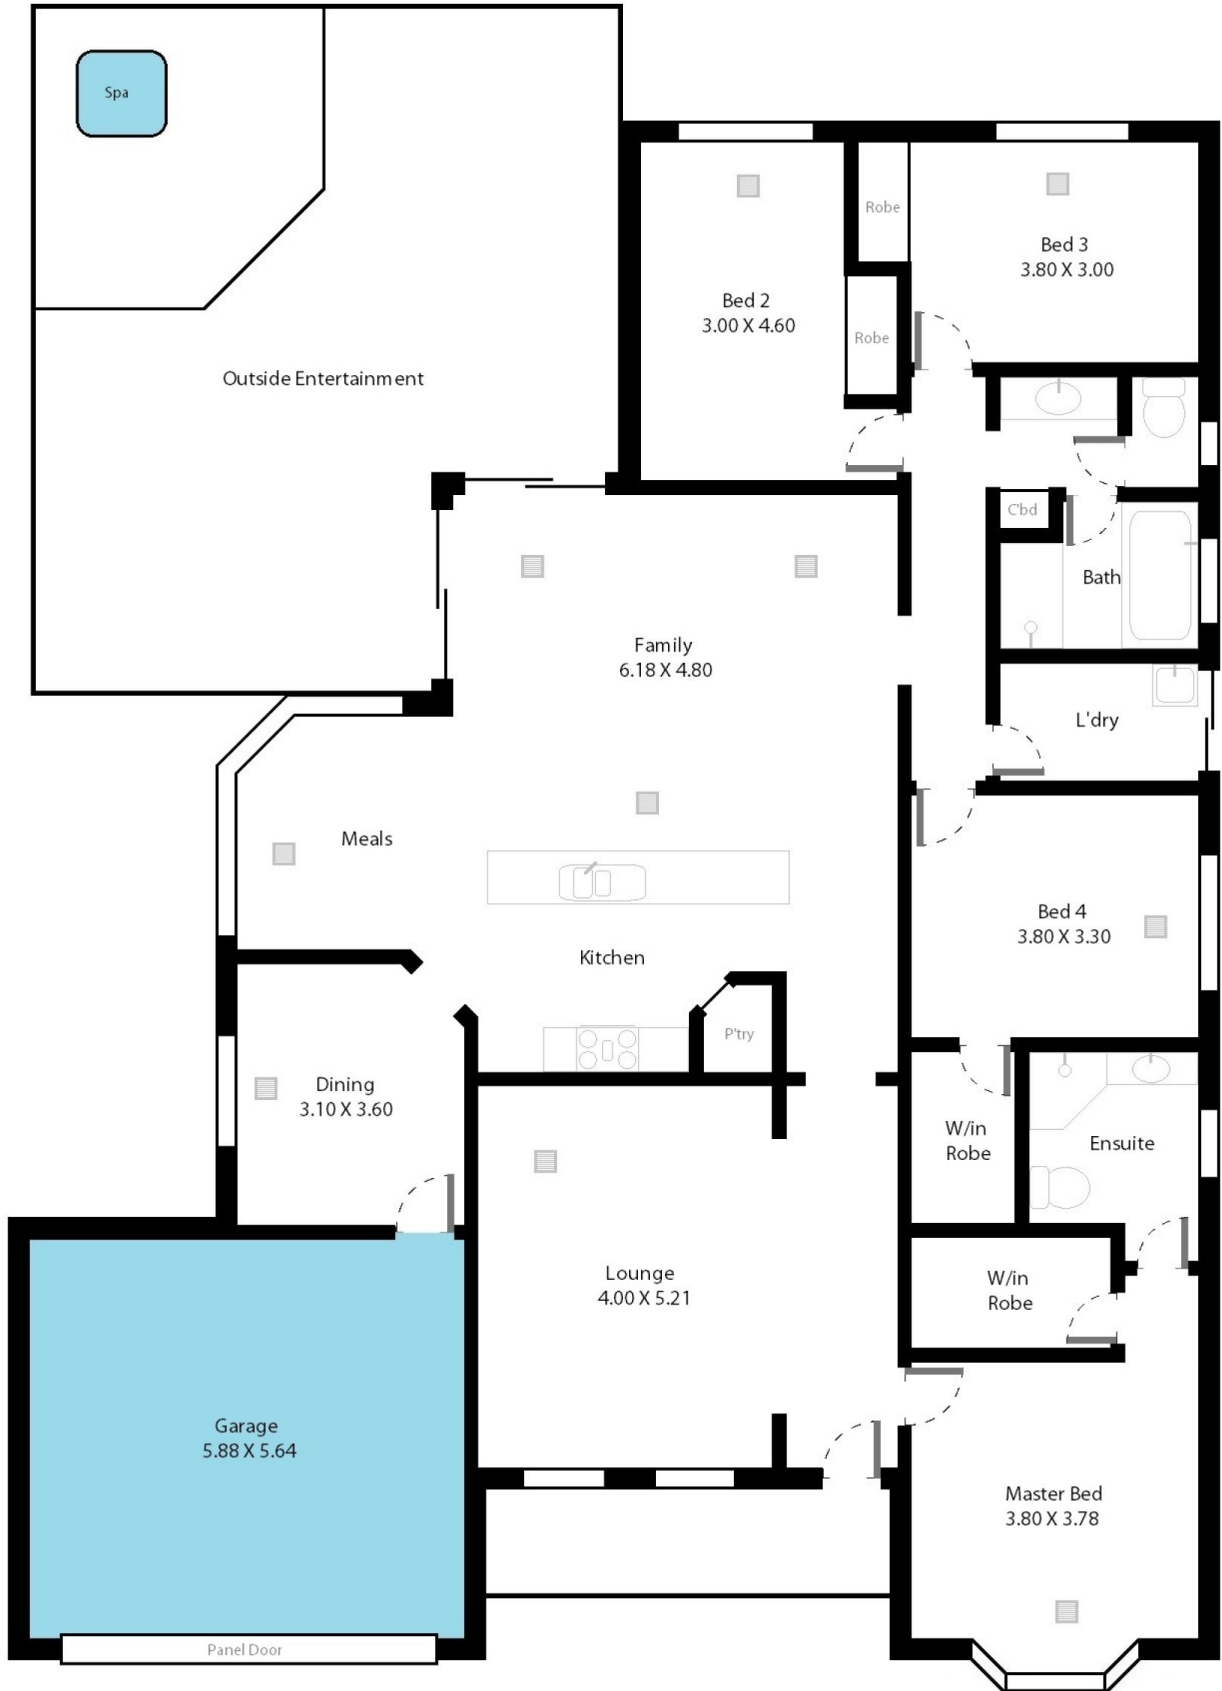 Spa
Robe
Bed 3
3.80 X 3.00
Bed 2
3.00 X 4.60
Robe
Outside Entertainment
C'bd
Bath
Family
6.18 X 4.80
L'dry
Meals
Bed 4
3.80 X 3.30
Kitchen
P'try
Dining
3.10 X 3.60
W/in
Robe
Ensuite
Lounge
4.00 X 5.21
W/in
Robe
Garage
5.88 X 5.64
Master Bed
3.80 X 3.78
Panel Door